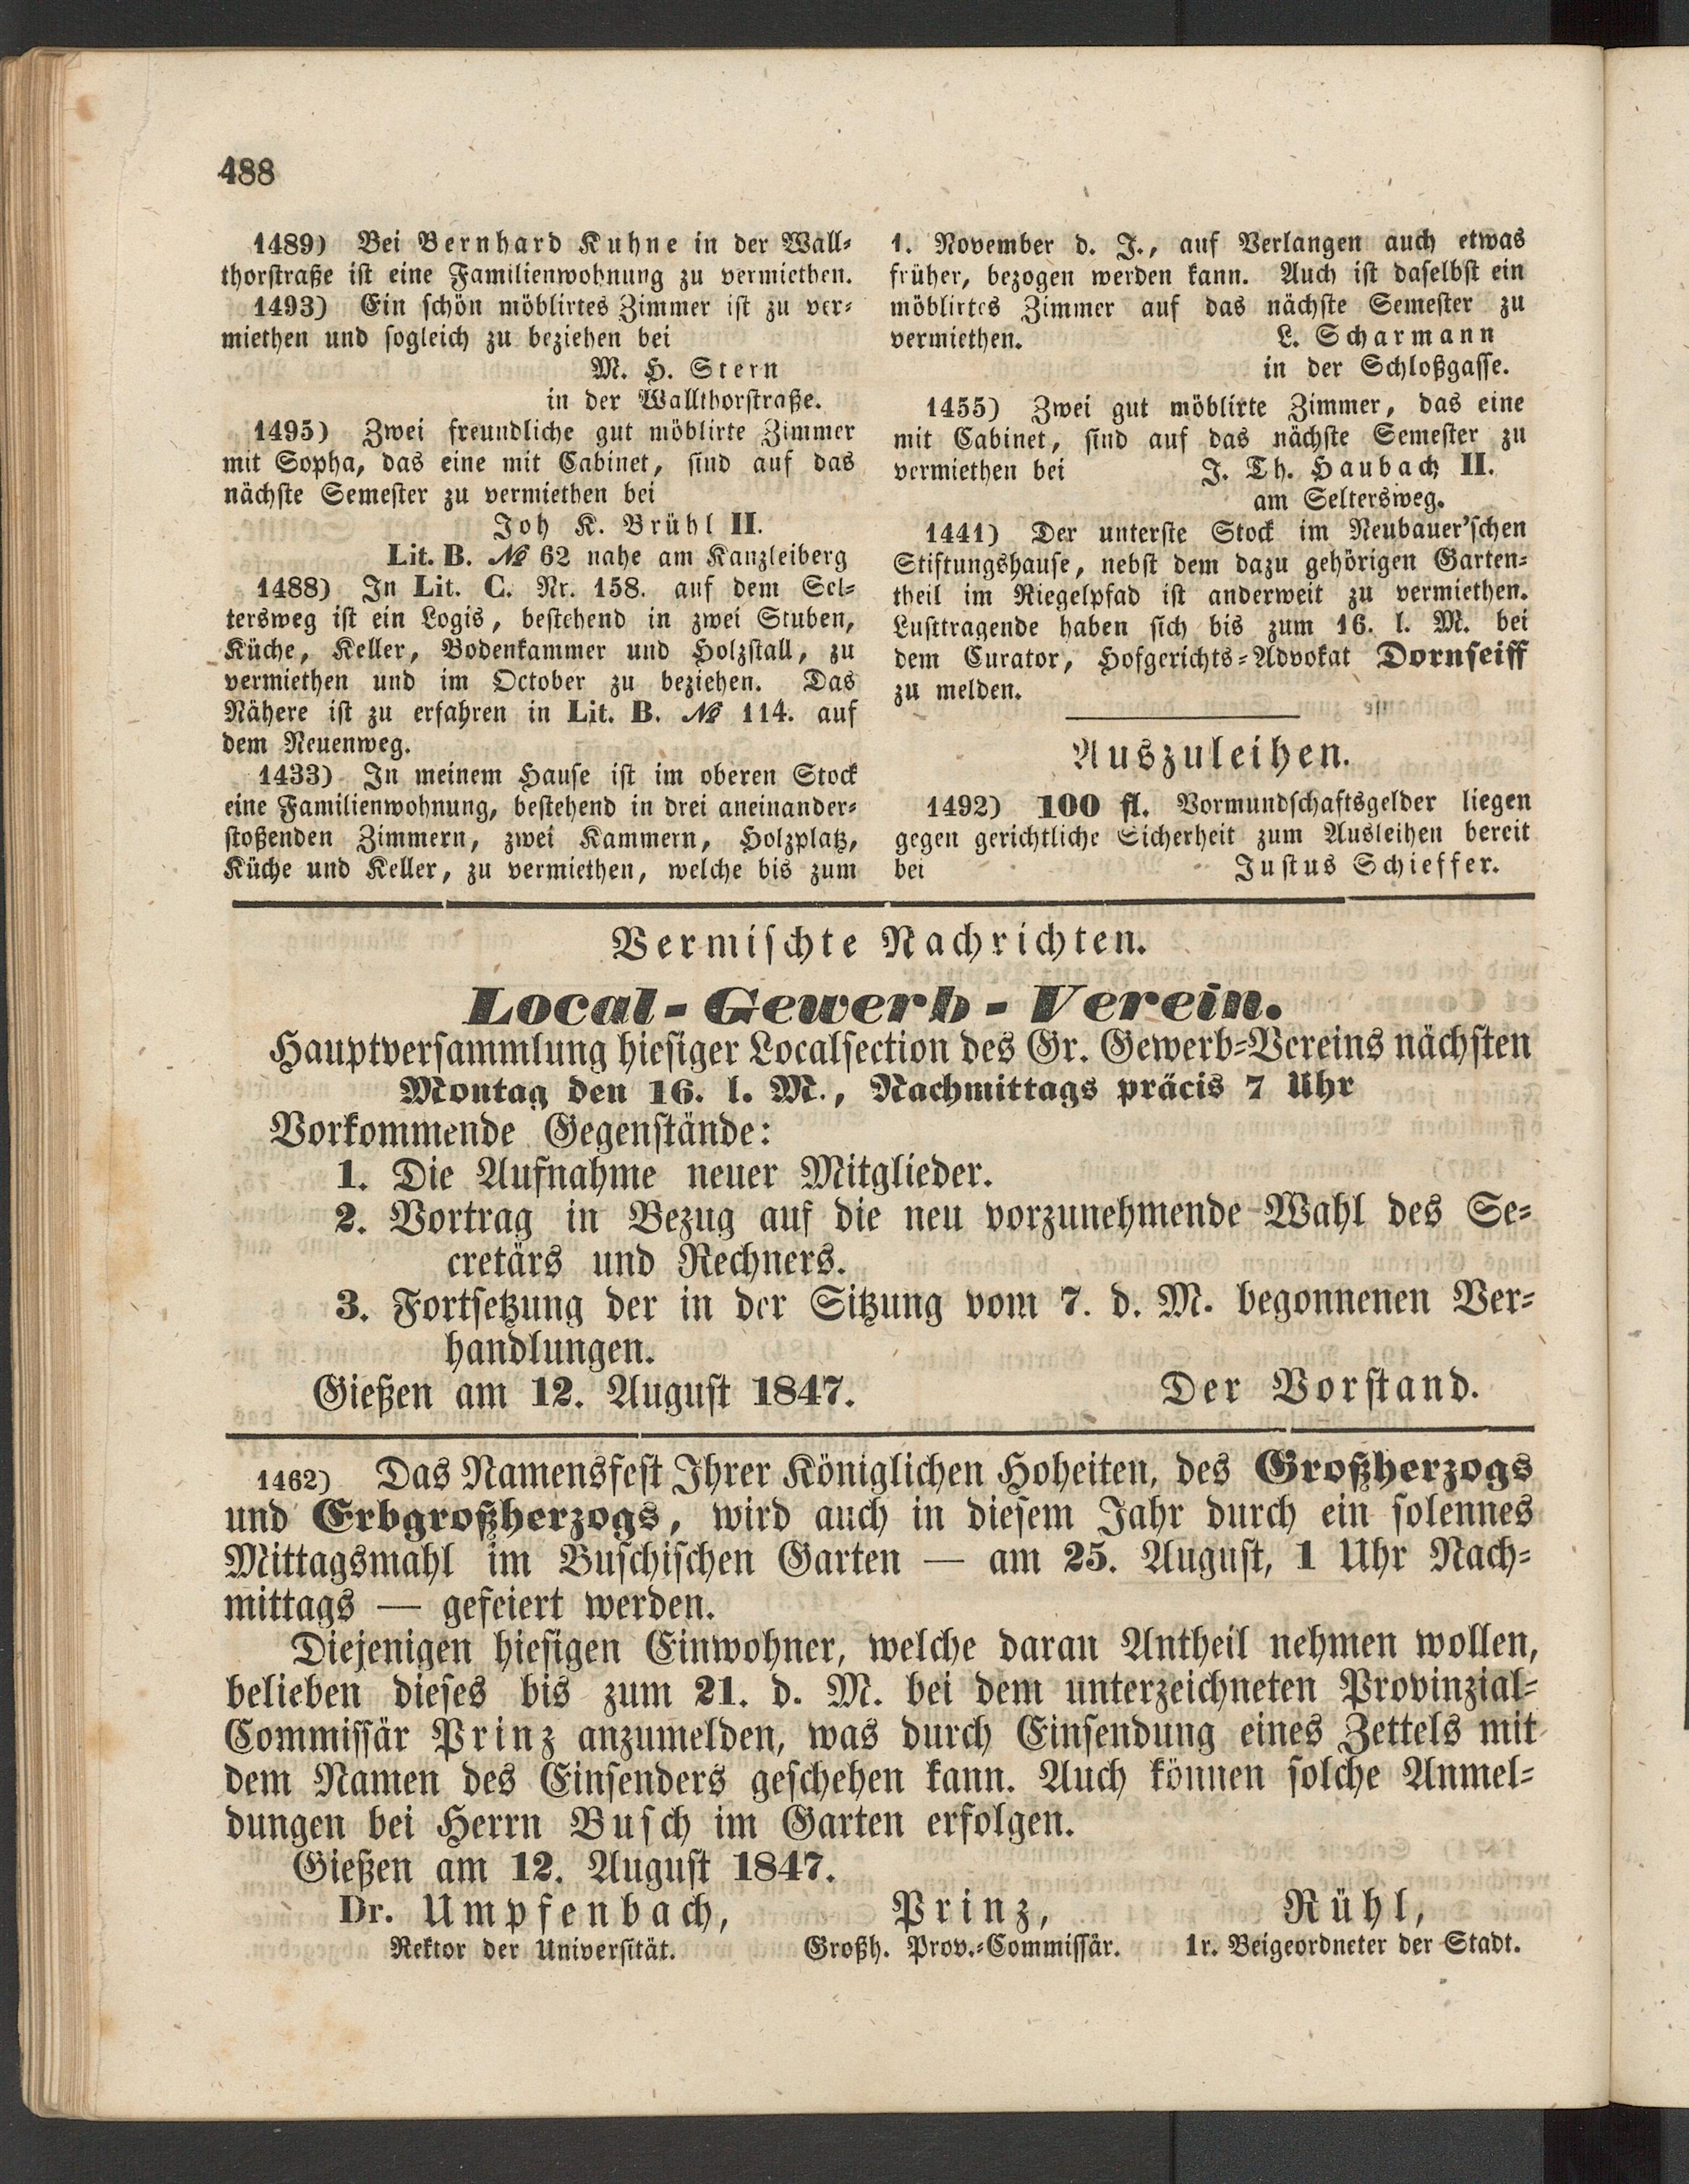 488
1489) Bei Bernhard Kuhne in der Wall-
thorstraße ist eine Familienwohnung zu vermiethen.
1493) Ein schön möblirtes Zimmer ist zu ver-
miethen und sogleich zu beziehen bei
M. H. Stern
in der Wallthorstraße.
1495) Zwei freundliche gut möblirte Zimmer
mit Sopha, das eine mit Cabinet, sind auf das
nächste Semester zu vermiethen bei
Joh K. Brühl II.
Lit. B. № 62 nahe am Kanzleiberg
1488) In Lit. C. Nr. 158. auf dem Sel-
tersweg ist ein Logis, bestehend in zwei Stuben,
Küche, Keller, Bodenkammer und Holzstall, zu
vermiethen und im October zu beziehen. Das
Nähere ist zu erfahren in Lit. B. № 114. auf
dem Neuenweg.
1433) In meinem Hause ist im oberen Stock
eine Familienwohnung, bestehend in drei aneinander-
stoßenden Zimmern, zwei Kammern, Holzplatz,
Küche und Keller, zu vermiethen, welche bis zum
1. November d. J., auf Verlangen auch etwas
früher, bezogen werden kann. Auch ist daselbst ein
möblirtes Zimmer auf das nächste Semester zu
vermiethen. L. Scharmann
in der Schloßgasse.
1455) Zwei gut möblirte Zimmer, das eine
mit Cabinet, sind auf das nächste Semester zu
vermiethen bei J. Th. Haubach II.
am Seltersweg.
1441) Der unterste Stock im Neubauer'schen
Stiftungshause, nebst dem dazu gehörigen Garten-
theil im Riegelpfad ist anderweit zu vermiethen.
Lusttragende haben sich bis zum 16. l. M. bei
dem Curator, Hofgerichts-Advokat Dornseiff
zu melden.
Auszuleihen.
1492) 100 fl. Vormundschaftsgelder liegen
gegen gerichtliche Sicherheit zum Ausleihen bereit
bei Justus Schieffer.
Vermischte Nachrichten.
Local-Gewerb-Verein.
Hauptversammlung hiesiger Localsection des Gr. Gewerb-Vereins nächsten
Montag den 16. l. M., Nachmittags präcis 7 Uhr
Vorkommende Gegenstände:
1. Die Aufnahme neuer Mitglieder.
2. Vortrag in Bezug auf die neu vorzunehmende Wahl des Se-
cretärs und Rechners.
3. Fortsetzung der in der Sitzung vom 7. d. M. begonnenen Ver-
handlungen.
Gießen am 12. August 1847. Der Vorstand.
1462) Das Namensfest Ihrer Königlichen Hoheiten, des Großherzogs
und Erbgroßherzogs, wird auch in diesem Jahr durch ein solennes
Mittagsmahl im Buschischen Garten — am 25. August, 1 Uhr Nach-
mittags — gefeiert werden.
Diejenigen hiesigen Einwohner, welche daran Antheil nehmen wollen,
belieben dieses bis zum 21. d. M. bei dem unterzeichneten Provinzial-
Commissär Prinz anzumelden, was durch Einsendung eines Zettels mit
dem Namen des Einsenders geschehen kann. Auch können solche Anmel-
dungen bei Herrn Busch im Garten erfolgen.
Gießen am 12. August 1847.
Dr. Umpfenbach, Prinz, Rühl,
Rektor der Universität. Großh. Prov.-Commissär. 1r. Beigeordneter der Stadt.